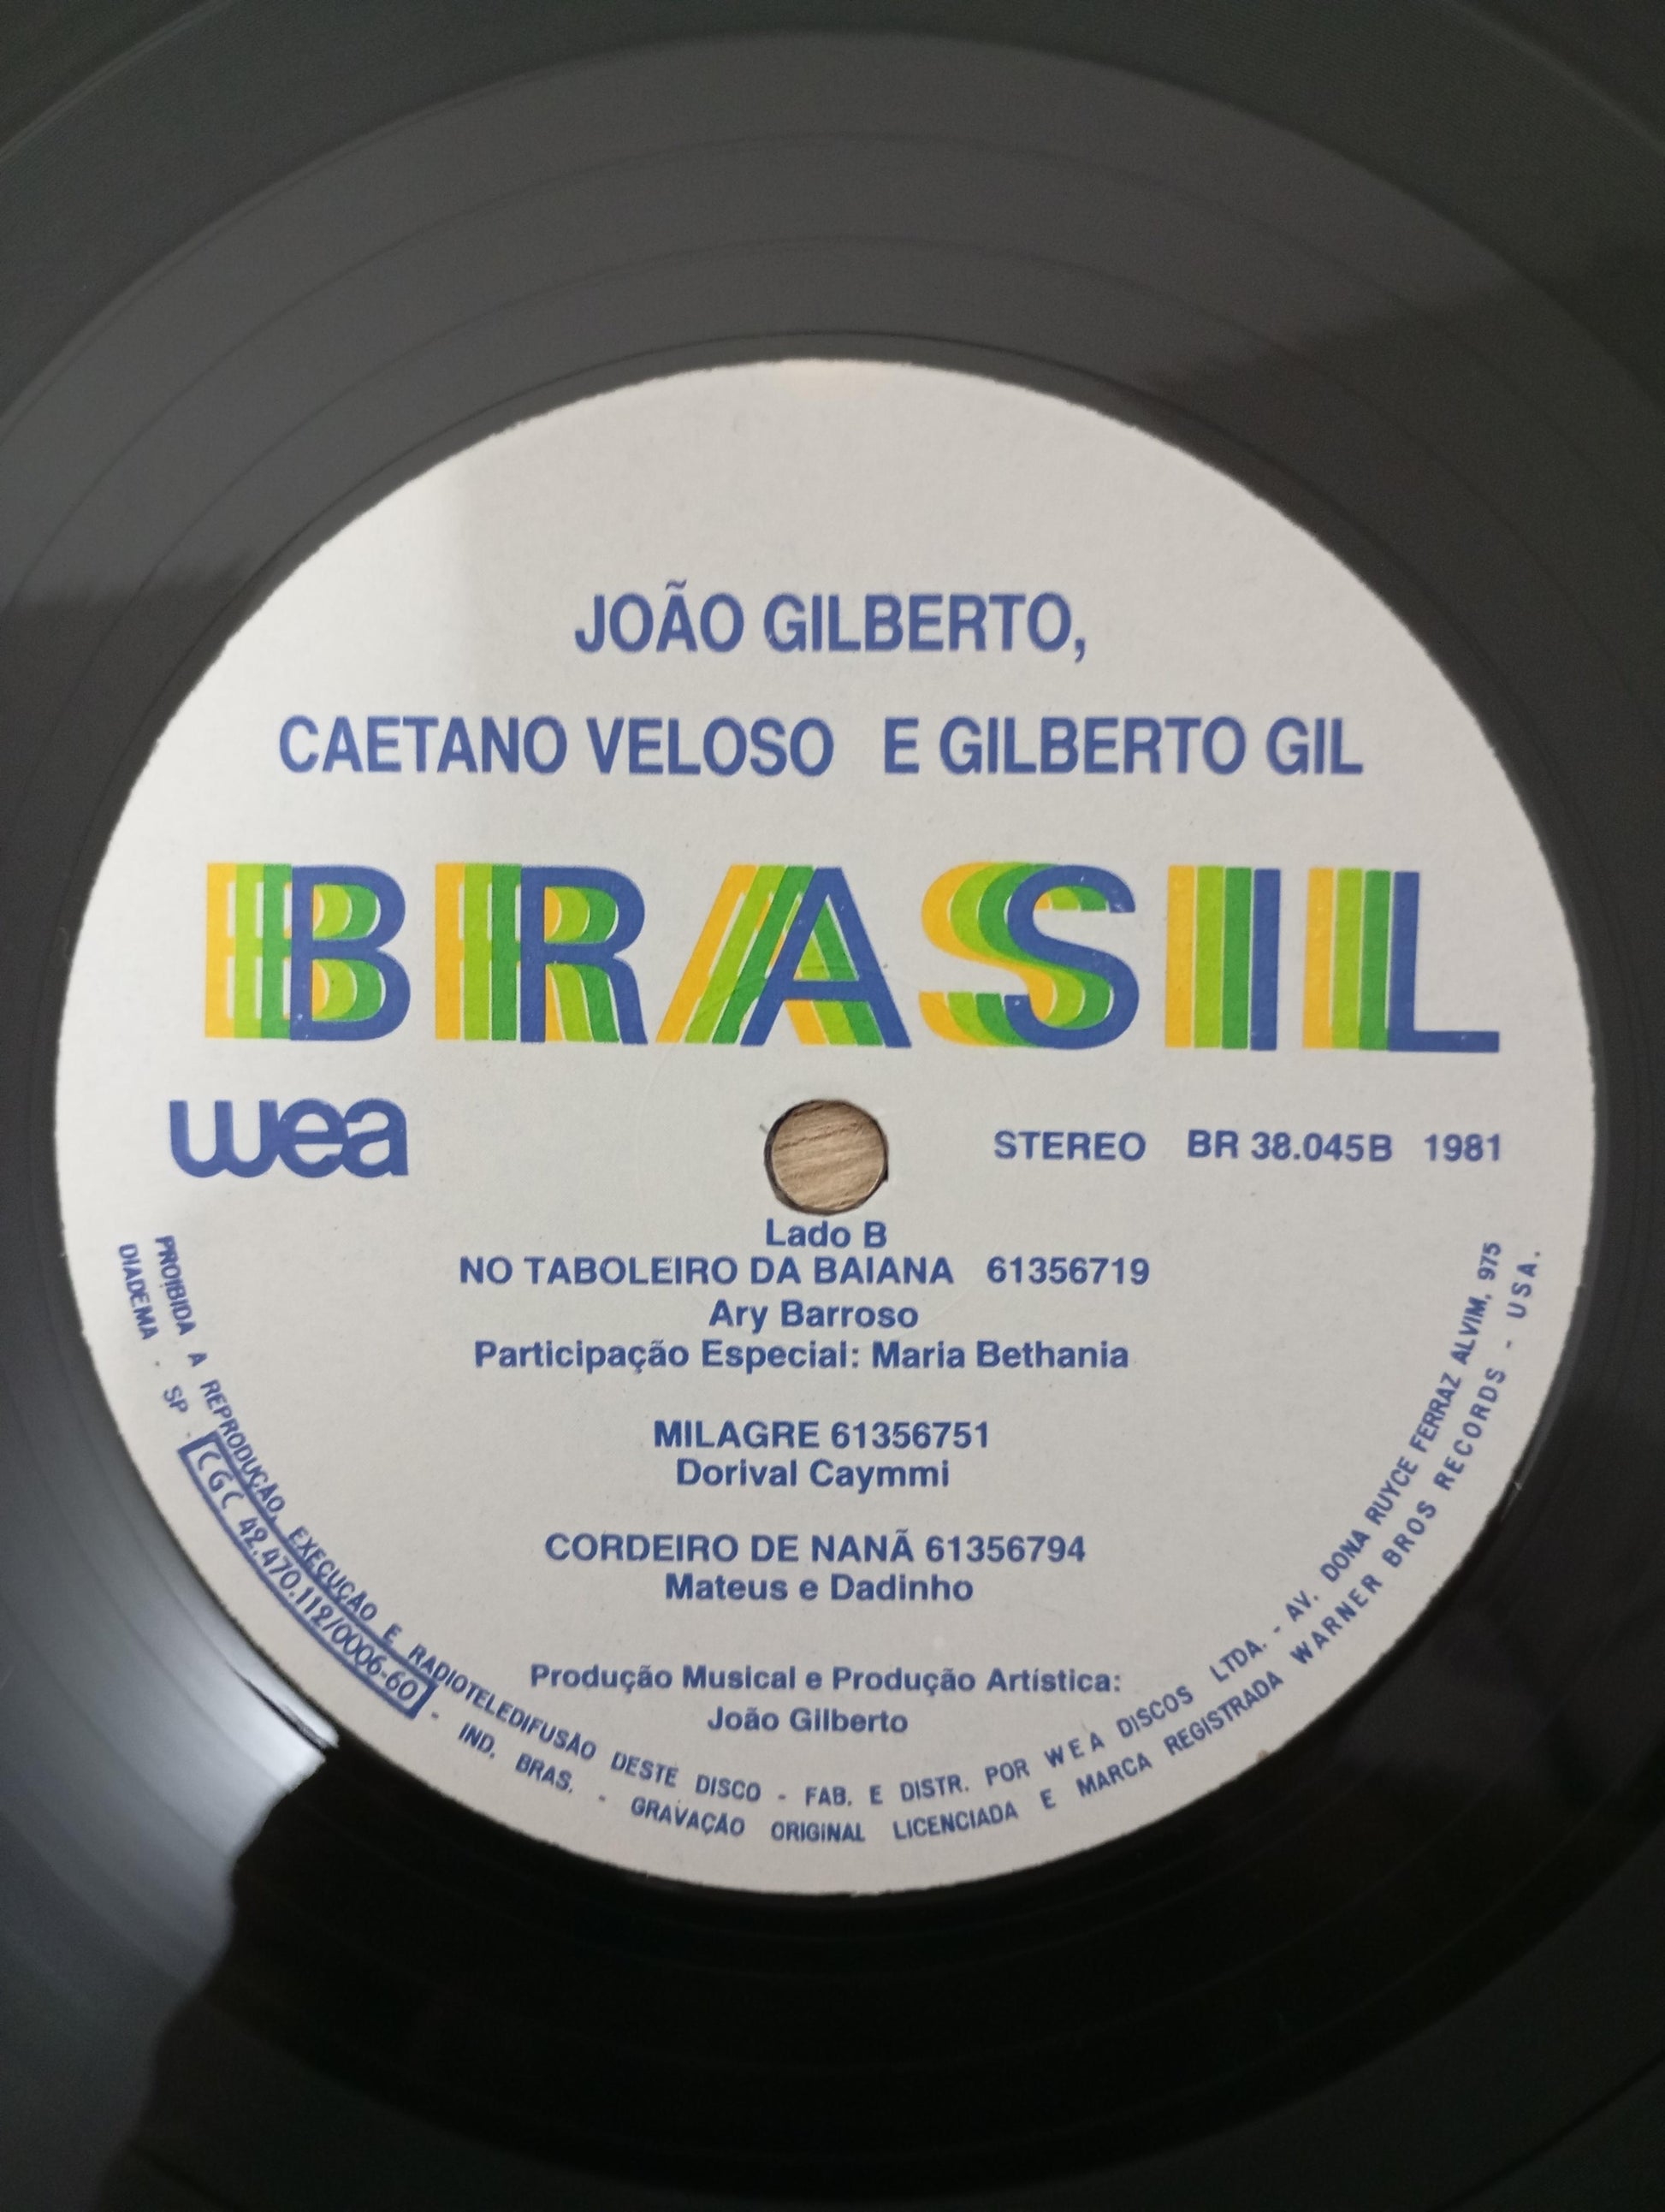 JOÃO GILBERTO,
CAETANO VELOSO E GILBERTO GIL
BRASIL
wea
STEREO BR 38.045B 1981
Lado B
NO TABOLEIRO DA BAIANA 61356719
Ary Barroso
Participação Especial: Maria Bethania
MILAGRE 61356751
Dorival Caymmi
CORDEIRO DE NANÃ 61356794
Mateus e Dadinho
Produção Musical e Produção Artística:
João Gilberto
PROIBIDA A REPRODUÇÃO, EXECUÇÃO E RADIOTELEDIFUSÃO DESTE DISCO - FAB. E DISTR. POR WEA DISCOS LTDA. - AV. DONA RUYCE FERRAZ ALVIM, 975
DIADEMA - SP - CGC 42.470.112/0006-60 - IND. BRAS. - GRAVAÇÃO ORIGINAL LICENCIADA E MARCA REGISTRADA WARNER BROS RECORDS - USA.